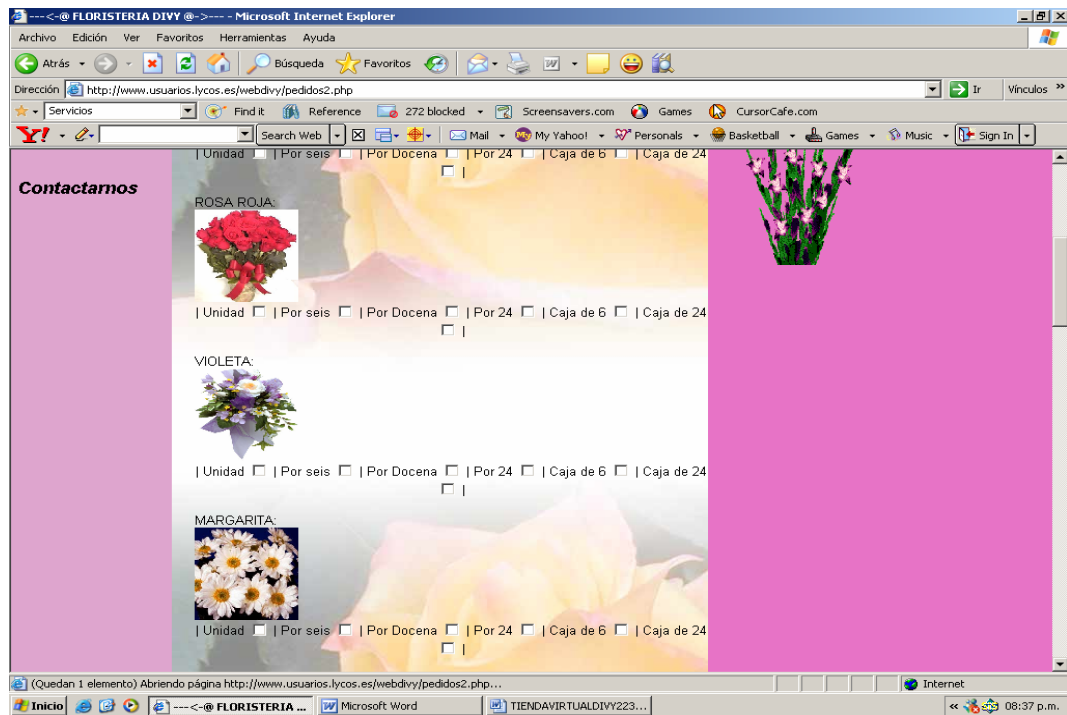 ---<-@ FLORISTERIA DIVY @->--- - Microsoft Internet Explorer
Archivo Edición Ver Favoritos Herramientas Ayuda
Atrás Búsqueda Favoritos
Dirección http://www.usuarios.lycos.es/webdivy/pedidos2.php Ir Vínculos »
Servicios Find it Reference 272 blocked Screensavers.com Games CursorCafe.com
Y! Search Web Mail My Yahoo! Personals Basketball Games Music Sign In
| Unidad | Por seis | Por Docena | Por 24 | Caja de 6 | Caja de 24
|
Contactarnos
ROSA ROJA:
| Unidad | Por seis | Por Docena | Por 24 | Caja de 6 | Caja de 24
|
VIOLETA:
| Unidad | Por seis | Por Docena | Por 24 | Caja de 6 | Caja de 24
|
MARGARITA:
| Unidad | Por seis | Por Docena | Por 24 | Caja de 6 | Caja de 24
|
(Quedan 1 elemento) Abriendo página http://www.usuarios.lycos.es/webdivy/pedidos2.php... Internet
Inicio ---<-@ FLORISTERIA ... Microsoft Word TIENDAVIRTUALDIVY223... « 08:37 p.m.